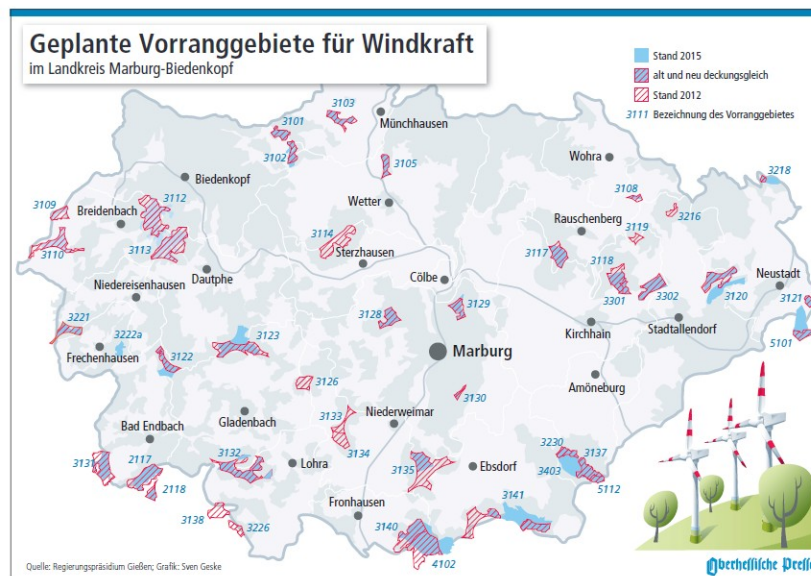 Geplante Vorranggebiete für Windkraft
im Landkreis Marburg-Biedenkopf
Stand 2015
alt und neu deckungsgleich
Stand 2012
3111 Bezeichnung des Vorranggebietes
3103
3101
Münchhausen
3102
3105
Wohra
Biedenkopf
3218
3109
3112
Wetter
3108
Breidenbach
3216
3114
Rauschenberg
3119
3110
3113
Sterzhausen
3117
3118
Dautphe
Cölbe
Neustadt
Niedereisenhausen
3301
3302
3120
3121
3221
3128
3129
3222a
3123
Kirchhain
Stadtallendorf
5101
Frechenhausen
3122
Marburg
Amöneburg
3126
3130
3133
Niederweimar
Gladenbach
Bad Endbach
3134
3230
3137
3131
2117
3132
Lohra
3135
Ebsdorf
3403
5112
2118
3141
3138
Fronhausen
3226
3140
4102
Quelle: Regierungspräsidium Gießen; Grafik: Sven Geske
Oberhessische Presse